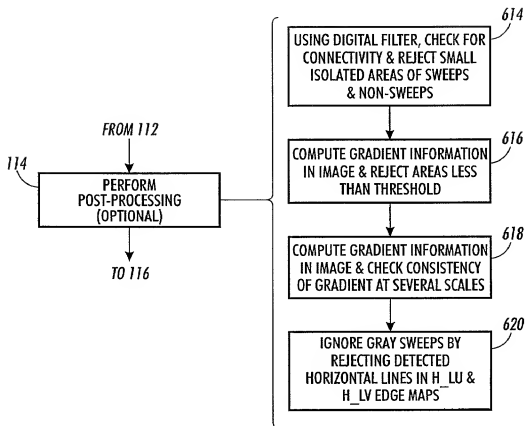 FROM 112
114
PERFORM
POST-PROCESSING
(OPTIONAL)
TO 116
614
USING DIGITAL FILTER, CHECK FOR
CONNECTIVITY & REJECT SMALL
ISOLATED AREAS OF SWEEPS
& NON-SWEEPS
616
COMPUTE GRADIENT INFORMATION
IN IMAGE & REJECT AREAS LESS
THAN THRESHOLD
618
COMPUTE GRADIENT INFORMATION
IN IMAGE & CHECK CONSISTENCY
OF GRADIENT AT SEVERAL SCALES
620
IGNORE GRAY SWEEPS BY
REJECTING DETECTED
HORIZONTAL LINES IN H_LU &
H_LV EDGE MAPS